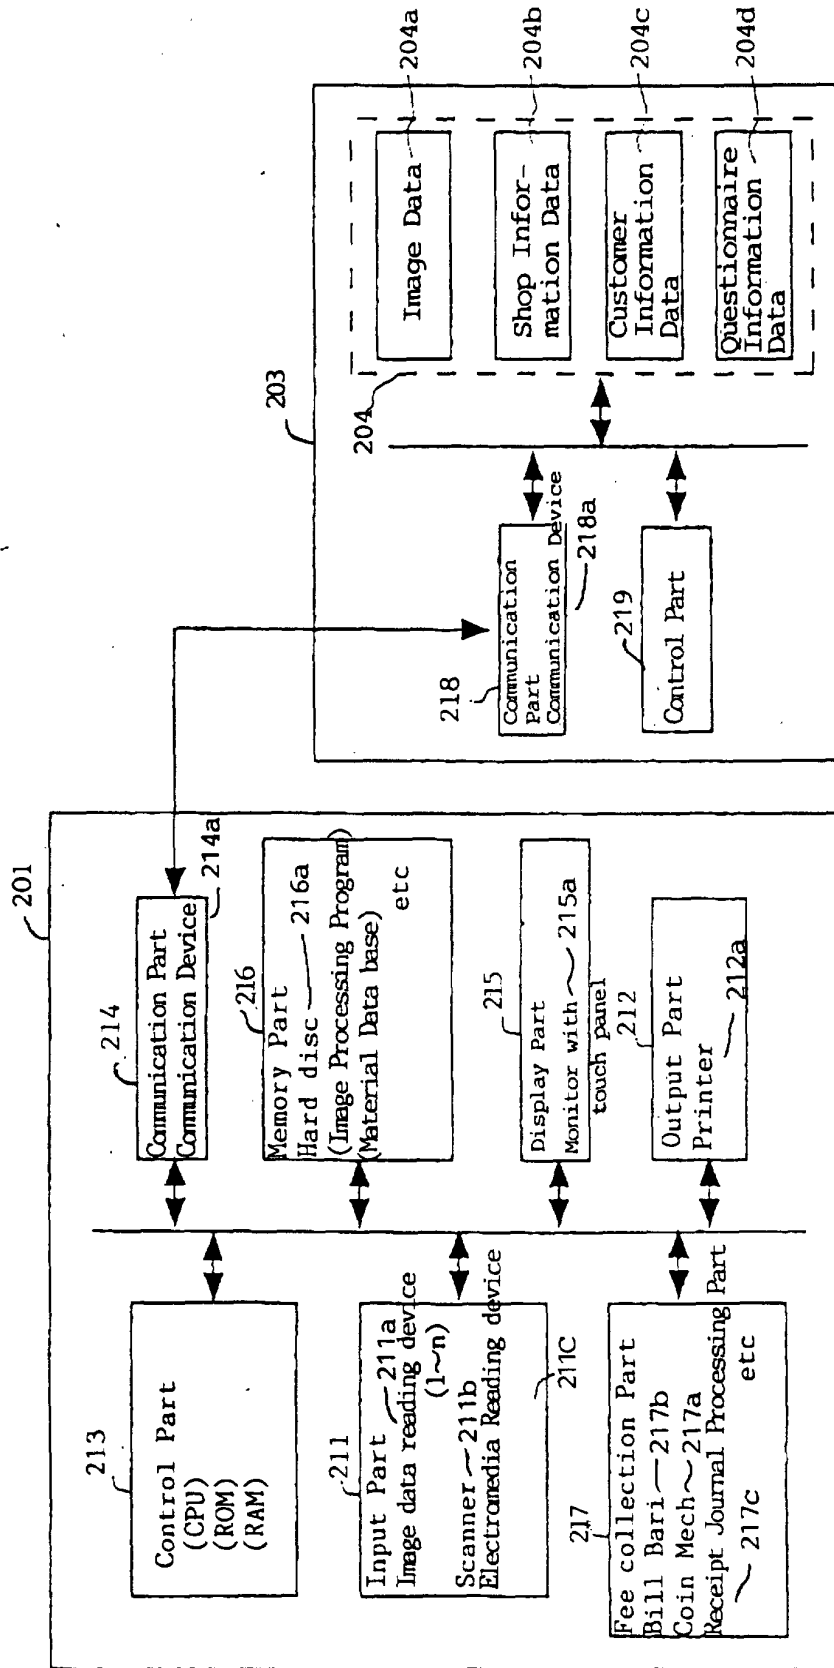 201
213
Control Part
(CPU)
(ROM)
(RAM)
211
Input Part 211a
Image data reading device
(1~n)
Scanner 211b
Electromedia Reading device
211C
217
Fee collection Part
Bill Bari 217b
Coin Mech 217a
Receipt Journal Processing Part
217c etc
214
Communication Part
Communication Device
214a
216
Memory Part
Hard disc 216a
(Image Processing Program)
(Material Data base)
etc
215
Display Part
Monitor with 215a
touch panel
212
Output Part
Printer
212a
203
218
Communication
Part
Communication Device
218a
219
Control Part
204
Image Data
204a
Shop Infor-
mation Data
204b
Customer
Information
Data
204c
Questionnaire
Information
Data
204d